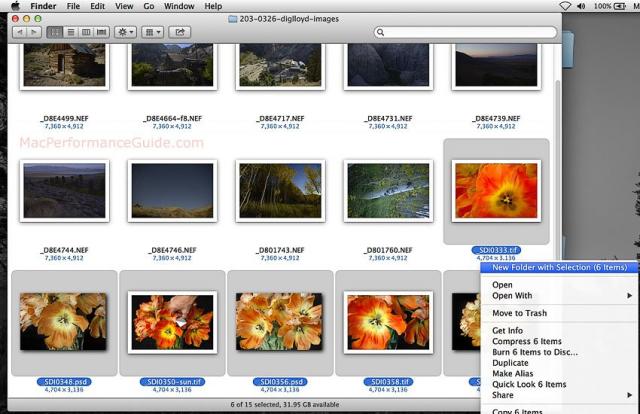 Finder File Edit View Go Window Help 100%
203-0326-diglloyd-images
_D8E4499.NEF _D8E4664-f8.NEF _D8E4717.NEF _D8E4731.NEF _D8E4739.NEF
7,360 × 4,912 7,360 × 4,912 7,360 × 4,912 7,360 × 4,912 7,360 × 4,912
MacPerformanceGuide.com
_D8E4744.NEF _D8E4746.NEF _D801743.NEF _D801760.NEF _SDI0333.tif
7,360 × 4,912 7,360 × 4,912 7,360 × 4,912 7,360 × 4,912 4,704 × 3,136
New Folder with Selection (6 Items)
Open
Open With
Move to Trash
Get Info
Compress 6 Items
Burn 6 Items to Disc...
Duplicate
Make Alias
Quick Look 6 Items
Share
Copy 6 Items
_SDI0348.psd _SDI0350-sun.tif _SDI0356.psd _SDI0358.tif
4,704 × 3,136 4,704 × 3,136 4,704 × 3,136 4,704 × 3,136
6 of 15 selected, 31.95 GB available